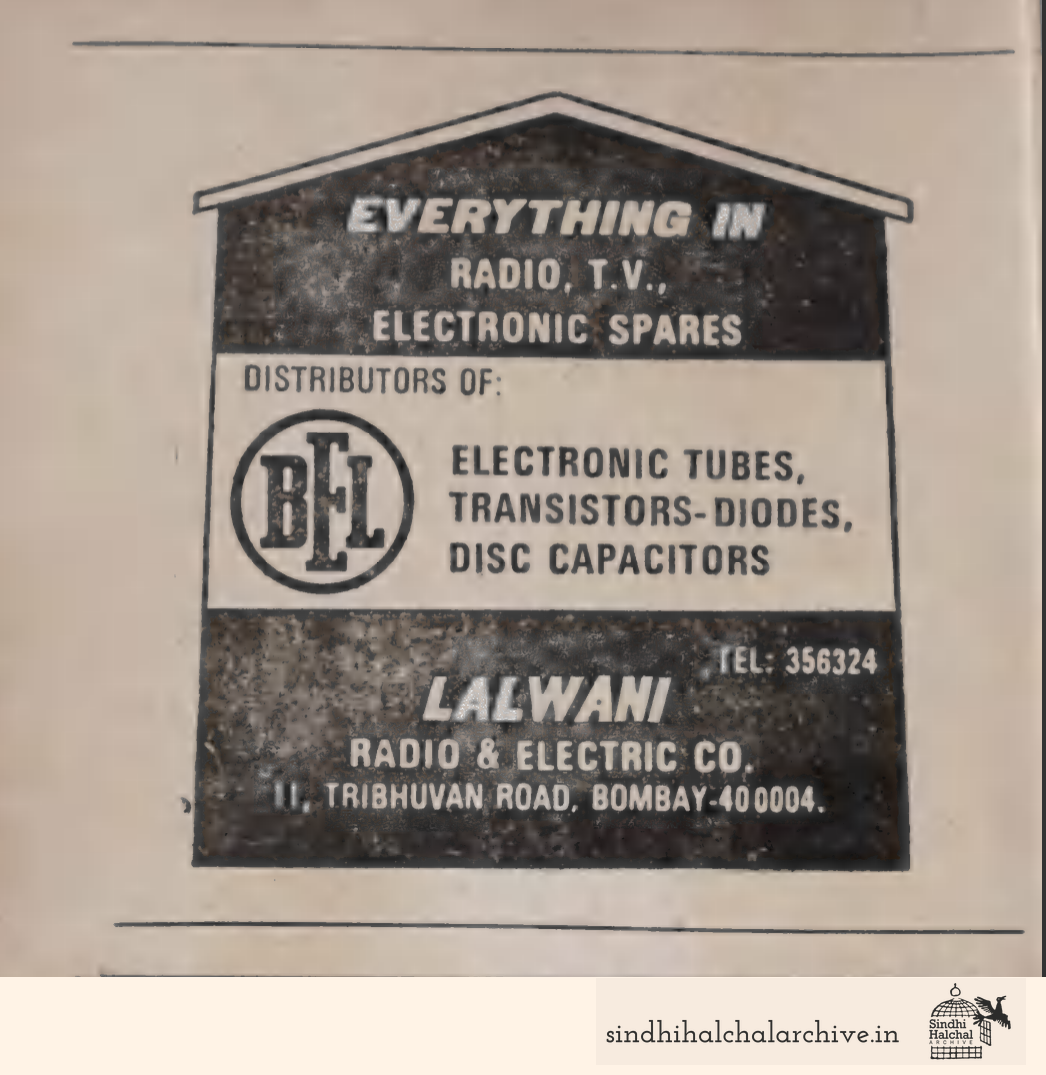 EVERYTHING IN
RADIO, T.V.,
ELECTRONIC SPARES
DISTRIBUTORS OF:
BEL
ELECTRONIC TUBES,
TRANSISTORS-DIODES,
DISC CAPACITORS
TEL: 356324
LALWANI
RADIO & ELECTRIC CO.
11, TRIBHUVAN ROAD, BOMBAY-400004.
sindhihalchalarchive.in
Sindhi
Halchal
ARCHIVE